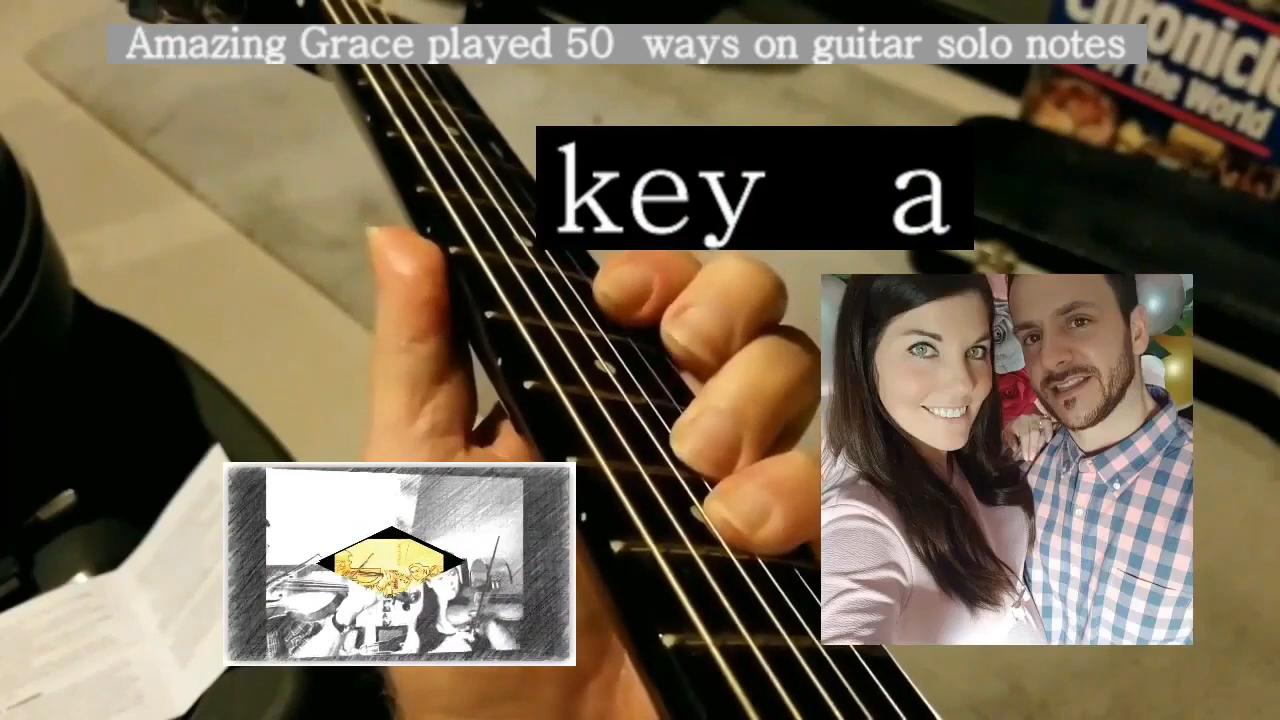 Amazing Grace played 50 ways on guitar solo notes
Chronicle
of the World
key a